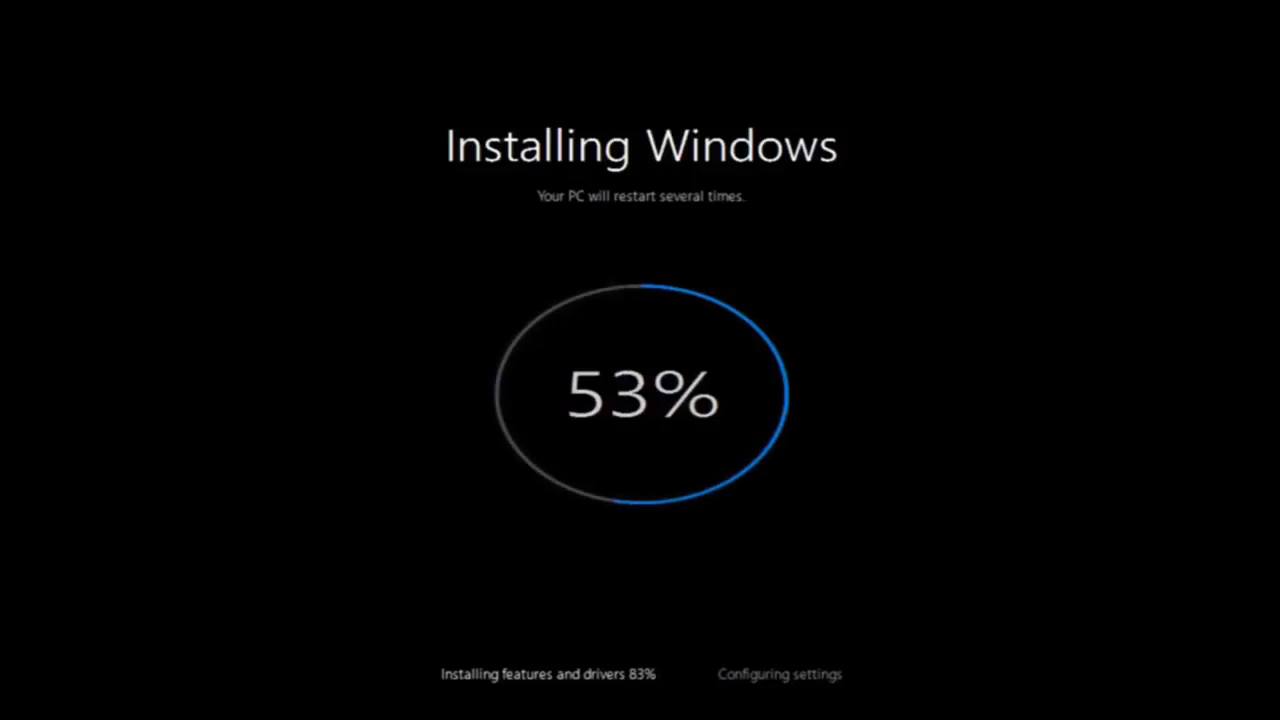 Installing Windows
Your PC will restart several times.
53%
Installing features and drivers 83%
Configuring settings